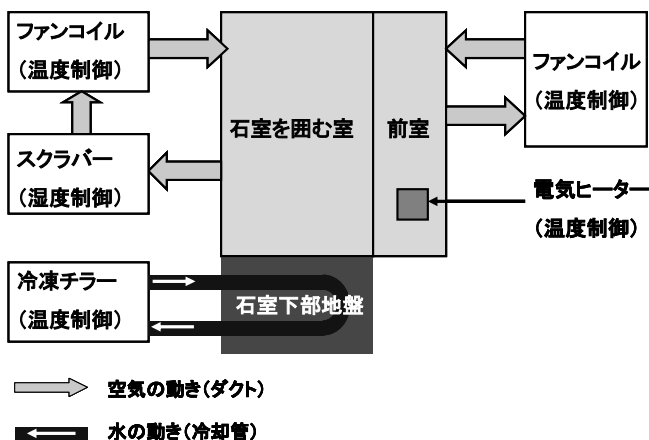 ファンコイル
(温度制御)
スクラバー
(湿度制御)
石室を囲む室
前室
ファンコイル
(温度制御)
電気ヒーター
(温度制御)
冷凍チラー
(温度制御)
石室下部地盤
空気の動き(ダクト)
水の動き(冷却管)